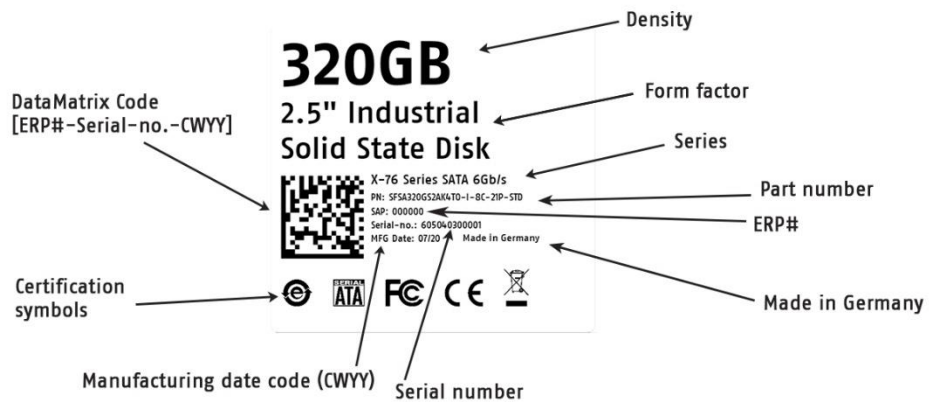 Density
320GB
Form factor
DataMatrix Code
[ERP#-Serial-no.-CWYY]
2.5" Industrial
Solid State Disk
Series
X-76 Series SATA 6Gb/s
Part number
PN: SFSA320GS2AK4TO-I-8C-21P-STD
SAP: 000000
ERP#
Serial-no.: 605040300001
MFG Date: 07/20 Made in Germany
Certification
symbols
SERIAL
ATA
FC
CE
Made in Germany
Manufacturing date code (CWYY)
Serial number